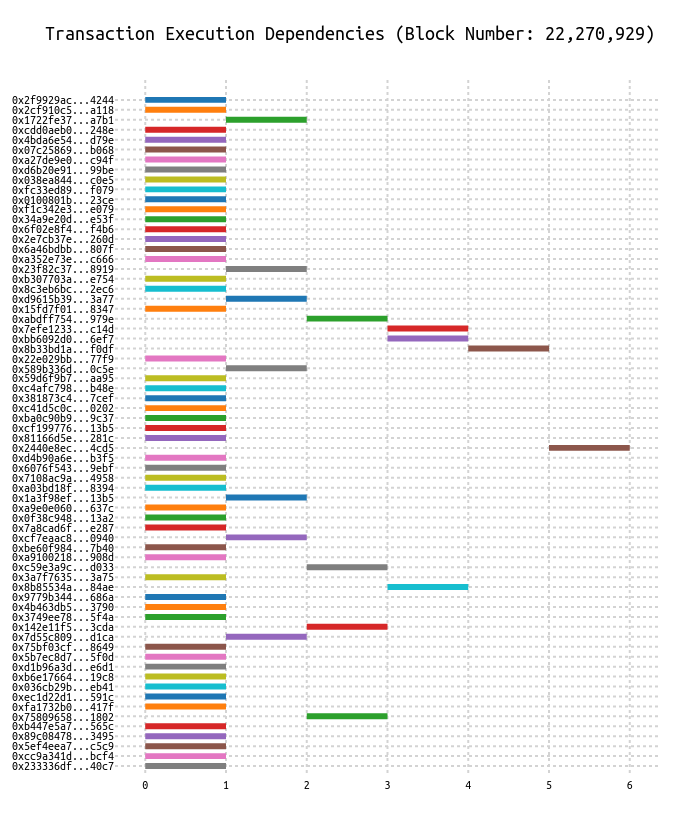 Transaction Execution Dependencies (Block Number: 22,270,929)
0x2f9929ac...4244
0x2cf910c5...a118
0x1722fe37...a7b1
0xcdd0aeb0...248e
0x4bda6e54...d79e
0x07c25869...b068
0xa27de9e0...c94f
0xd6b20e91...99be
0x038ea844...c0e5
0xfc33ed89...f079
0x0100801b...23ce
0xf1c342e3...e079
0x34a9e20d...e53f
0x6f02e8f4...f4b6
0x2e7cb37e...260d
0x6a46bdbb...807f
0xa352e73e...c666
0x23f82c37...8919
0xb307703a...e754
0x8c3eb6bc...2ec6
0xd9615b39...3a77
0x15fd7f01...8347
0xabdff754...979e
0x7efe1233...c14d
0xbb6092d0...6ef7
0x8b33bd1a...f0df
0x22e029bb...77f9
0x589b336d...0c5e
0x59d6f9b7...aa95
0xc4afc798...b48e
0x381873c4...7cef
0xc41d5c0c...0202
0xba0c90b9...9c37
0xcf199776...13b5
0x81166d5e...281c
0x2440e8ec...4cd5
0xd4b90a6e...b3f5
0x6076f543...9ebf
0x7108ac9a...4958
0xa03bd18f...8394
0x1a3f98ef...13b5
0xa9e0e060...637c
0x0f38c948...13a2
0x7a8cad6f...e287
0xcf7eaac8...0940
0xbe60f984...7b40
0xa9100218...908d
0xc59e3a9c...d033
0x3a7f7635...3a75
0x8b85534a...84ae
0x9779b344...686a
0x4b463db5...3790
0x3749ee78...5f4a
0x142e11f5...3cda
0x7d55c809...d1ca
0x75bf03cf...8649
0x5b7ec8d7...5f0d
0xd1b96a3d...e6d1
0xb6e17664...19c8
0x036cb29b...eb41
0xec1d22d1...591c
0xfa1732b0...417f
0x75809658...1802
0xb447e5a7...565c
0x89c08478...3495
0x5ef4eea7...c5c9
0xcc9a341d...bcf4
0x233336df...40c7
0 1 2 3 4 5 6